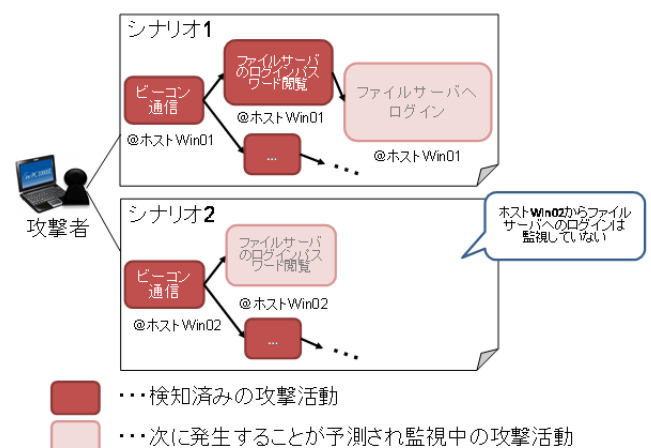 シナリオ1
ファイルサーバ
のログインパス
ワード閲覧
ビーコン
通信
ファイルサーバへ
ログイン
@ホストWin01
@ホストWin01
@ホストWin01
...
・・・
攻撃者
シナリオ2
ホストWin02からファイル
サーバへのログインは
監視していない
ファイルサーバ
のログインパス
ワード閲覧
ビーコン
通信
@ホストWin02
@ホストWin02
...
・・・
・・・検知済みの攻撃活動
・・・次に発生することが予測され監視中の攻撃活動